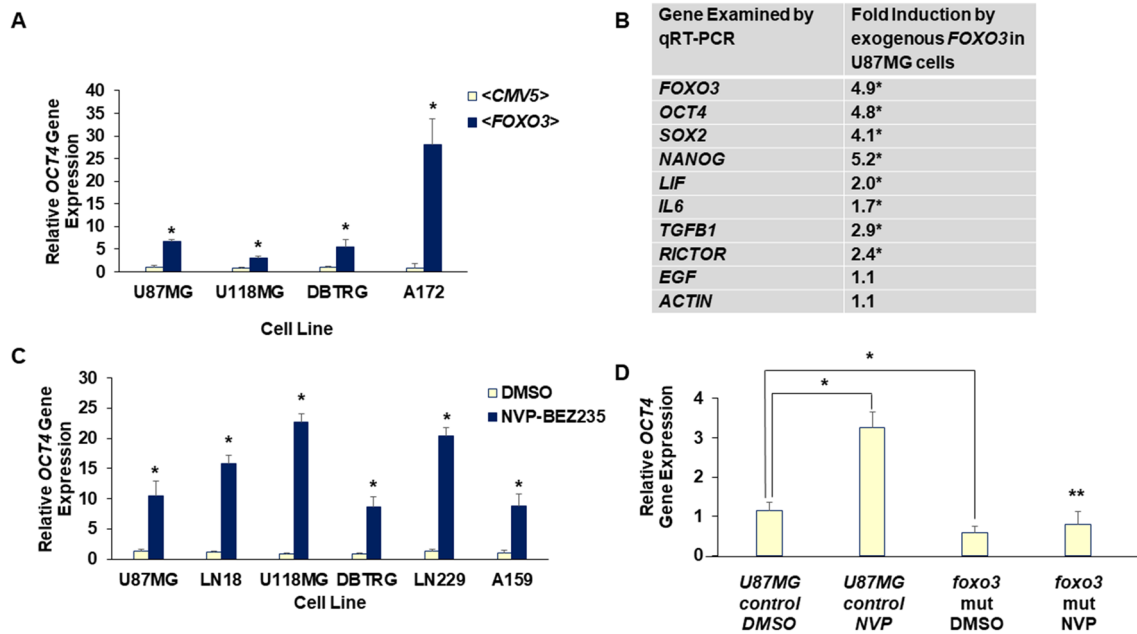 A
Relative OCT4 Gene
Expression
40
35
30
25
20
15
10
5
0
<CMV5>
<FOXO3>
*
*
*
*
U87MG
U118MG
DBTRG
A172
Cell Line
B
Gene Examined by
qRT-PCR
Fold Induction by
exogenous FOXO3 in
U87MG cells
FOXO3 4.9*
OCT4 4.8*
SOX2 4.1*
NANOG 5.2*
LIF 2.0*
IL6 1.7*
TGFB1 2.9*
RICTOR 2.4*
EGF 1.1
ACTIN 1.1
C
Relative OCT4 Gene
Expression
30
25
20
15
10
5
0
DMSO
NVP-BEZ235
*
*
*
*
*
*
U87MG
LN18
U118MG
DBTRG
LN229
A159
Cell Line
D
Relative OCT4
Gene Expression
4
3
2
1
0
*
*
**
U87MG
control
DMSO
U87MG
control
NVP
foxo3
mut
DMSO
foxo3
mut
NVP